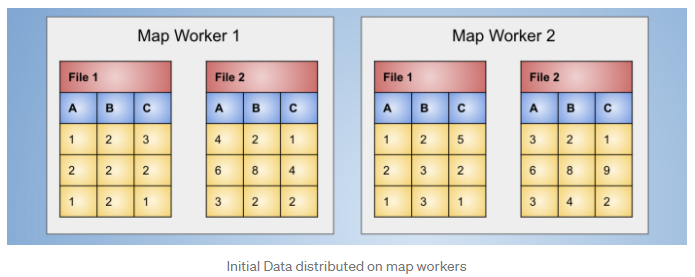 Map Worker 1
File 1
A B C
1 2 3
2 2 2
1 2 1
File 2
A B C
4 2 1
6 8 4
3 2 2
Map Worker 2
File 1
A B C
1 2 5
2 3 2
1 3 1
File 2
A B C
3 2 1
6 8 9
3 4 2
Initial Data distributed on map workers